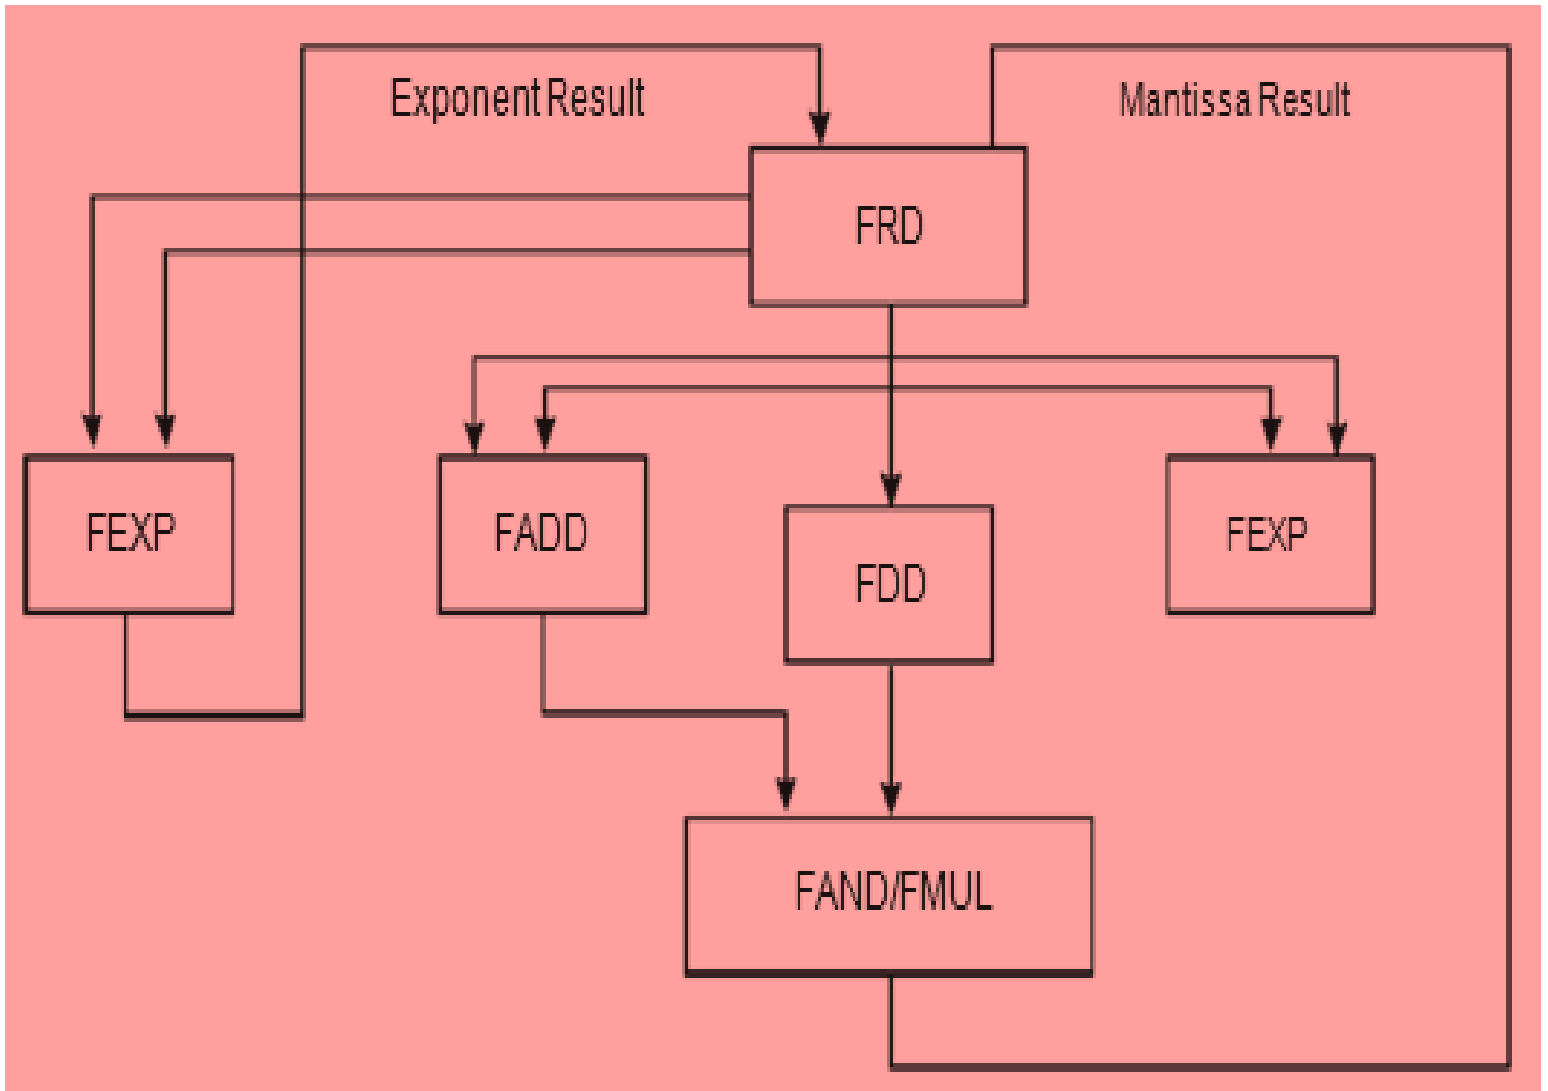 Exponent Result
Mantissa Result
FRD
FEXP
FADD
FDD
FEXP
FAND/FMUL